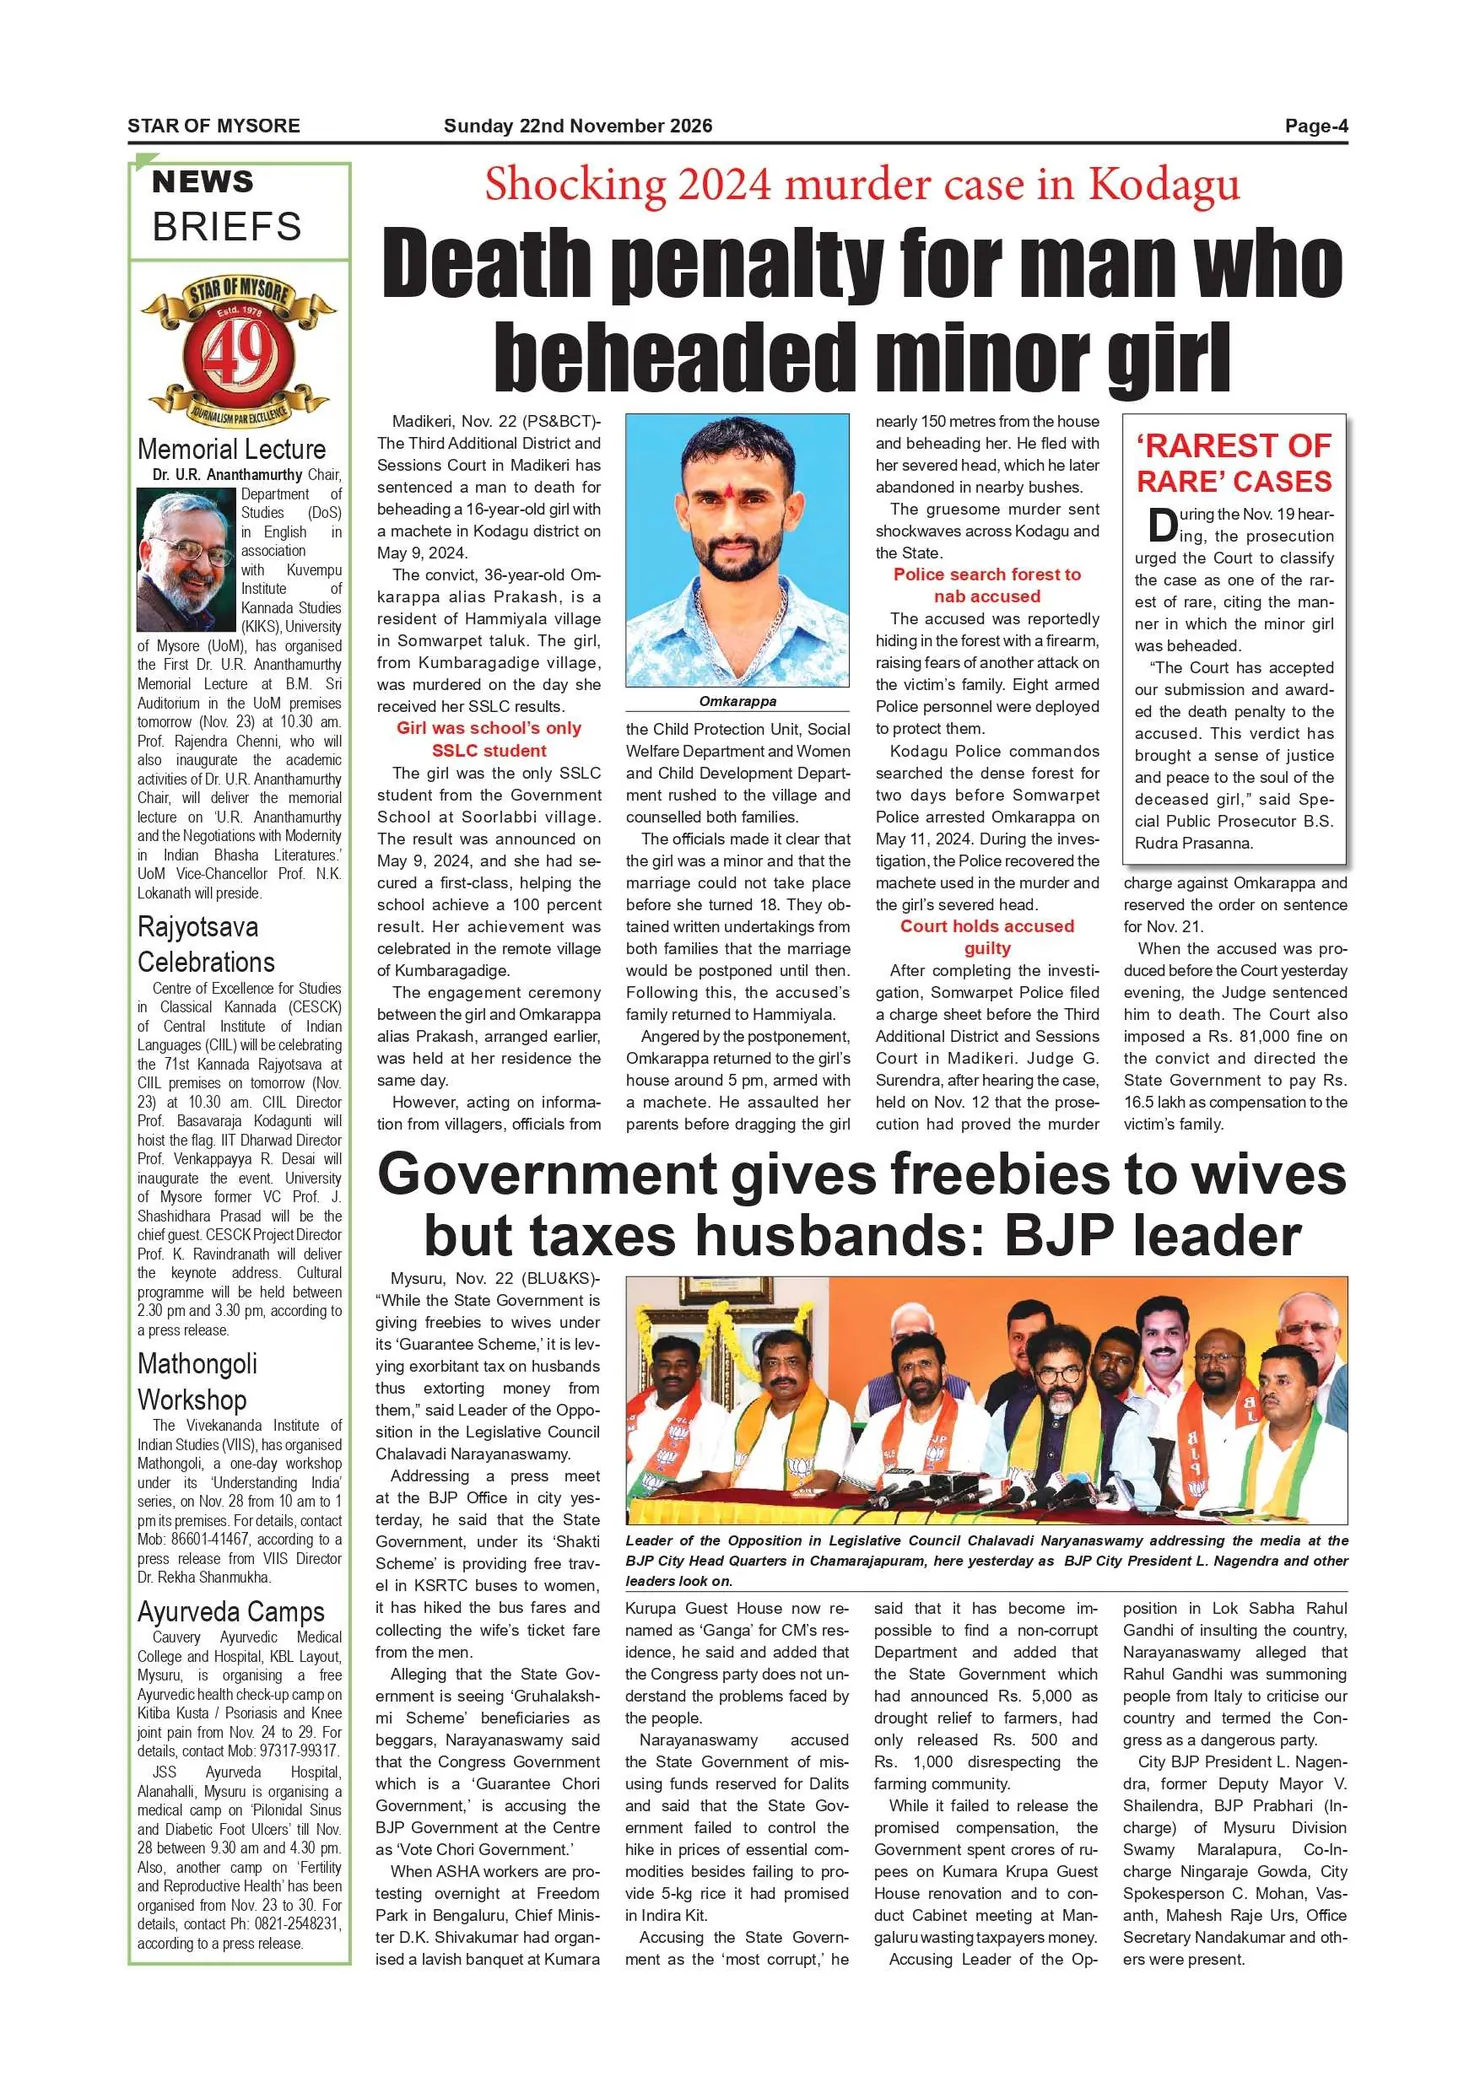 STAR OF MYSORE
Sunday 22nd November 2026
Page-4
NEWS
BRIEFS
STAR OF MYSORE
Estd. 1978
49
JOURNALISM PAR EXCELLENCE
Memorial Lecture
Dr. U.R. Ananthamurthy Chair,
Department of
Studies (DoS)
in English in
association
with Kuvempu
Institute of
Kannada Studies
(KIKS), University
of Mysore (UoM), has organised
the First Dr. U.R. Ananthamurthy
Memorial Lecture at B.M. Sri
Auditorium in the UoM premises
tomorrow (Nov. 23) at 10.30 am.
Prof. Rajendra Chenni, who will
also inaugurate the academic
activities of Dr. U.R. Ananthamurthy
Chair, will deliver the memorial
lecture on ‘U.R. Ananthamurthy
and the Negotiations with Modernity
in Indian Bhasha Literatures.’
UoM Vice-Chancellor Prof. N.K.
Lokanath will preside.
Rajyotsava
Celebrations
Centre of Excellence for Studies
in Classical Kannada (CESCK)
of Central Institute of Indian
Languages (CIIL) will be celebrating
the 71st Kannada Rajyotsava at
CIIL premises on tomorrow (Nov.
23) at 10.30 am. CIIL Director
Prof. Basavaraja Kodagunti will
hoist the flag. IIT Dharwad Director
Prof. Venkappayya R. Desai will
inaugurate the event. University
of Mysore former VC Prof. J.
Shashidhara Prasad will be the
chief guest. CESCK Project Director
Prof. K. Ravindranath will deliver
the keynote address. Cultural
programme will be held between
2.30 pm and 3.30 pm, according to
a press release.
Mathongoli
Workshop
The Vivekananda Institute of
Indian Studies (VIIS), has organised
Mathongoli, a one-day workshop
under its ‘Understanding India’
series, on Nov. 28 from 10 am to 1
pm its premises. For details, contact
Mob: 86601-41467, according to a
press release from VIIS Director
Dr. Rekha Shanmukha.
Ayurveda Camps
Cauvery Ayurvedic Medical
College and Hospital, KBL Layout,
Mysuru, is organising a free
Ayurvedic health check-up camp on
Kitiba Kusta / Psoriasis and Knee
joint pain from Nov. 24 to 29. For
details, contact Mob: 97317-99317.
JSS Ayurveda Hospital,
Alanahalli, Mysuru is organising a
medical camp on ‘Pilonidal Sinus
and Diabetic Foot Ulcers’ till Nov.
28 between 9.30 am and 4.30 pm.
Also, another camp on ‘Fertility
and Reproductive Health’ has been
organised from Nov. 23 to 30. For
details, contact Ph: 0821-2548231,
according to a press release.
Shocking 2024 murder case in Kodagu
Death penalty for man who
beheaded minor girl
Madikeri, Nov. 22 (PS&BCT)-
The Third Additional District and
Sessions Court in Madikeri has
sentenced a man to death for
beheading a 16-year-old girl with
a machete in Kodagu district on
May 9, 2024.
The convict, 36-year-old Om-
karappa alias Prakash, is a
resident of Hammiyala village
in Somwarpet taluk. The girl,
from Kumbaragadige village,
was murdered on the day she
received her SSLC results.
Girl was school’s only
SSLC student
The girl was the only SSLC
student from the Government
School at Soorlabbi village.
The result was announced on
May 9, 2024, and she had se-
cured a first-class, helping the
school achieve a 100 percent
result. Her achievement was
celebrated in the remote village
of Kumbaragadige.
The engagement ceremony
between the girl and Omkarappa
alias Prakash, arranged earlier,
was held at her residence the
same day.
However, acting on informa-
tion from villagers, officials from
Omkarappa
the Child Protection Unit, Social
Welfare Department and Women
and Child Development Depart-
ment rushed to the village and
counselled both families.
The officials made it clear that
the girl was a minor and that the
marriage could not take place
before she turned 18. They ob-
tained written undertakings from
both families that the marriage
would be postponed until then.
Following this, the accused’s
family returned to Hammiyala.
Angered by the postponement,
Omkarappa returned to the girl’s
house around 5 pm, armed with
a machete. He assaulted her
parents before dragging the girl
nearly 150 metres from the house
and beheading her. He fled with
her severed head, which he later
abandoned in nearby bushes.
The gruesome murder sent
shockwaves across Kodagu and
the State.
Police search forest to
nab accused
The accused was reportedly
hiding in the forest with a firearm,
raising fears of another attack on
the victim’s family. Eight armed
Police personnel were deployed
to protect them.
Kodagu Police commandos
searched the dense forest for
two days before Somwarpet
Police arrested Omkarappa on
May 11, 2024. During the inves-
tigation, the Police recovered the
machete used in the murder and
the girl’s severed head.
Court holds accused
guilty
After completing the investi-
gation, Somwarpet Police filed
a charge sheet before the Third
Additional District and Sessions
Court in Madikeri. Judge G.
Surendra, after hearing the case,
held on Nov. 12 that the prose-
cution had proved the murder
‘RAREST OF
RARE’ CASES
During the Nov. 19 hear-
ing, the prosecution
urged the Court to classify
the case as one of the rar-
est of rare, citing the man-
ner in which the minor girl
was beheaded.
“The Court has accepted
our submission and award-
ed the death penalty to the
accused. This verdict has
brought a sense of justice
and peace to the soul of the
deceased girl,” said Spe-
cial Public Prosecutor B.S.
Rudra Prasanna.
charge against Omkarappa and
reserved the order on sentence
for Nov. 21.
When the accused was pro-
duced before the Court yesterday
evening, the Judge sentenced
him to death. The Court also
imposed a Rs. 81,000 fine on
the convict and directed the
State Government to pay Rs.
16.5 lakh as compensation to the
victim’s family.
Government gives freebies to wives
but taxes husbands: BJP leader
Mysuru, Nov. 22 (BLU&KS)-
“While the State Government is
giving freebies to wives under
its ‘Guarantee Scheme,’ it is lev-
ying exorbitant tax on husbands
thus extorting money from
them,” said Leader of the Oppo-
sition in the Legislative Council
Chalavadi Narayanaswamy.
Addressing a press meet
at the BJP Office in city yes-
terday, he said that the State
Government, under its ‘Shakti
Scheme’ is providing free trav-
el in KSRTC buses to women,
it has hiked the bus fares and
collecting the wife’s ticket fare
from the men.
Alleging that the State Gov-
ernment is seeing ‘Gruhalaksh-
mi Scheme’ beneficiaries as
beggars, Narayanaswamy said
that the Congress Government
which is a ‘Guarantee Chori
Government,’ is accusing the
BJP Government at the Centre
as ‘Vote Chori Government.’
When ASHA workers are pro-
testing overnight at Freedom
Park in Bengaluru, Chief Minis-
ter D.K. Shivakumar had organ-
ised a lavish banquet at Kumara
BJP
BJP
Leader of the Opposition in Legislative Council Chalavadi Naryanaswamy addressing the media at the
BJP City Head Quarters in Chamarajapuram, here yesterday as BJP City President L. Nagendra and other
leaders look on.
Kurupa Guest House now re-
named as ‘Ganga’ for CM’s res-
idence, he said and added that
the Congress party does not un-
derstand the problems faced by
the people.
Narayanaswamy accused
the State Government of mis-
using funds reserved for Dalits
and said that the State Gov-
ernment failed to control the
hike in prices of essential com-
modities besides failing to pro-
vide 5-kg rice it had promised
in Indira Kit.
Accusing the State Govern-
ment as the ‘most corrupt,’ he
said that it has become im-
possible to find a non-corrupt
Department and added that
the State Government which
had announced Rs. 5,000 as
drought relief to farmers, had
only released Rs. 500 and
Rs. 1,000 disrespecting the
farming community.
While it failed to release the
promised compensation, the
Government spent crores of ru-
pees on Kumara Krupa Guest
House renovation and to con-
duct Cabinet meeting at Man-
galuru wasting taxpayers money.
Accusing Leader of the Op-
position in Lok Sabha Rahul
Gandhi of insulting the country,
Narayanaswamy alleged that
Rahul Gandhi was summoning
people from Italy to criticise our
country and termed the Con-
gress as a dangerous party.
City BJP President L. Nagen-
dra, former Deputy Mayor V.
Shailendra, BJP Prabhari (In-
charge) of Mysuru Division
Swamy Maralapura, Co-In-
charge Ningaraje Gowda, City
Spokesperson C. Mohan, Vas-
anth, Mahesh Raje Urs, Office
Secretary Nandakumar and oth-
ers were present.